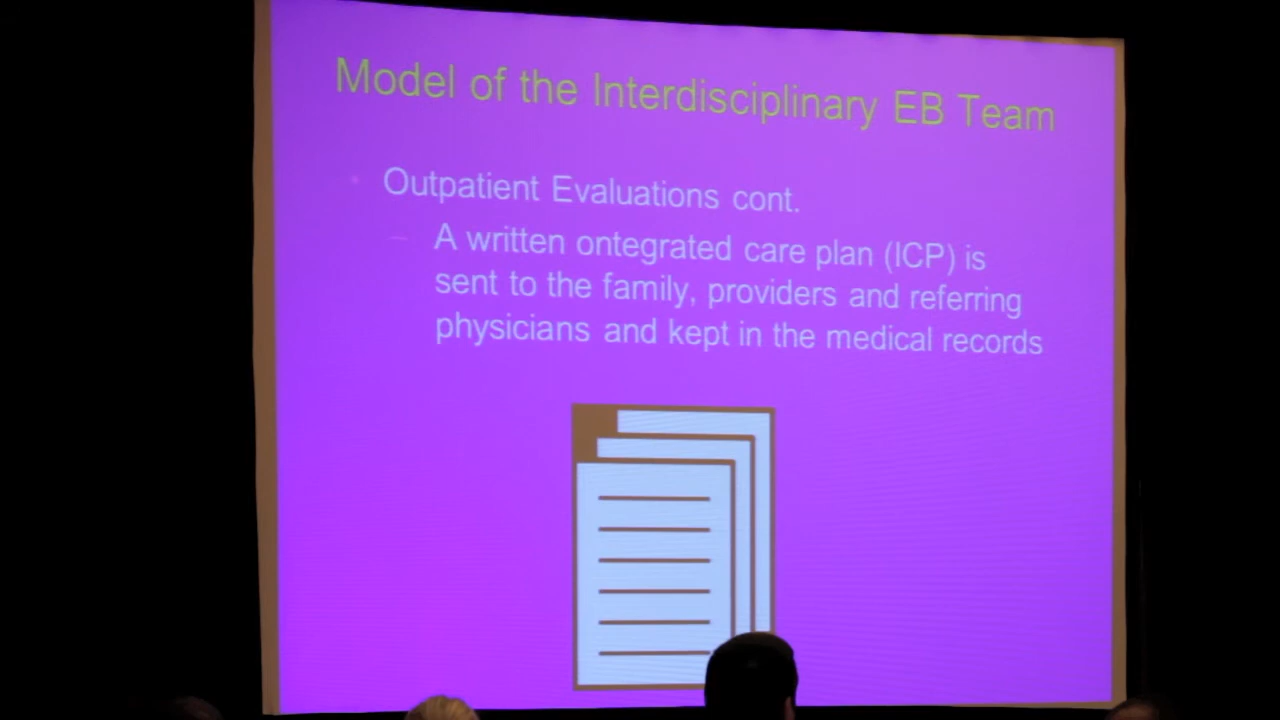 Model of the Interdisciplinary EB Team
Outpatient Evaluations cont.
A written ontegrated care plan (ICP) is
sent to the family, providers and referring
physicians and kept in the medical records